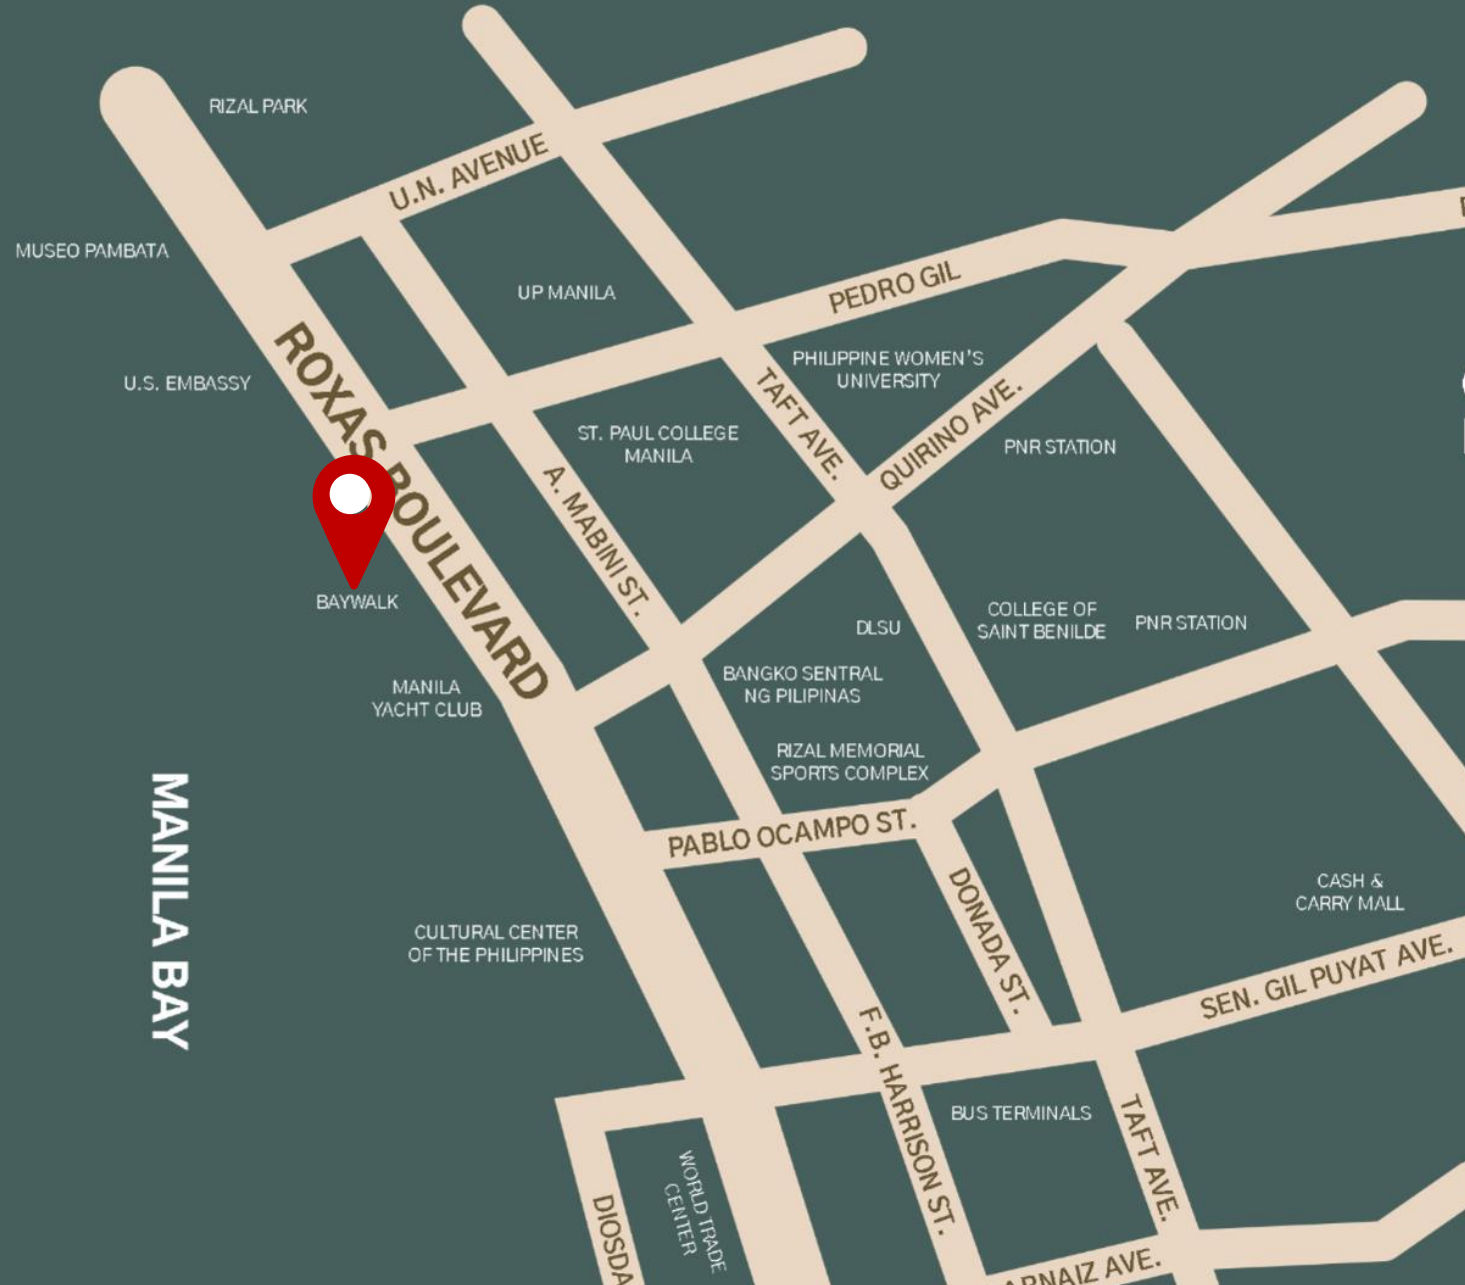 RIZAL PARK
U.N. AVENUE
MUSEO PAMBATA
UP MANILA
PEDRO GIL
ROXAS BOULEVARD
U.S. EMBASSY
PHILIPPINE WOMEN'S
UNIVERSITY
TAFT AVE.
QUIRINO AVE.
ST. PAUL COLLEGE
MANILA
PNR STATION
A. MABINI ST.
BAYWALK
DLSU
COLLEGE OF
SAINT BENILDE
PNR STATION
MANILA
YACHT CLUB
BANGKO SENTRAL
NG PILIPINAS
RIZAL MEMORIAL
SPORTS COMPLEX
MANILA BAY
PABLO OCAMPO ST.
DONADA ST.
CASH &
CARRY MALL
CULTURAL CENTER
OF THE PHILIPPINES
SEN. GIL PUYAT AVE.
F.B. HARRISON ST.
BUS TERMINALS
TAFT AVE.
WORLD TRADE
CENTER
DIOSDA
ARNAIZ AVE.